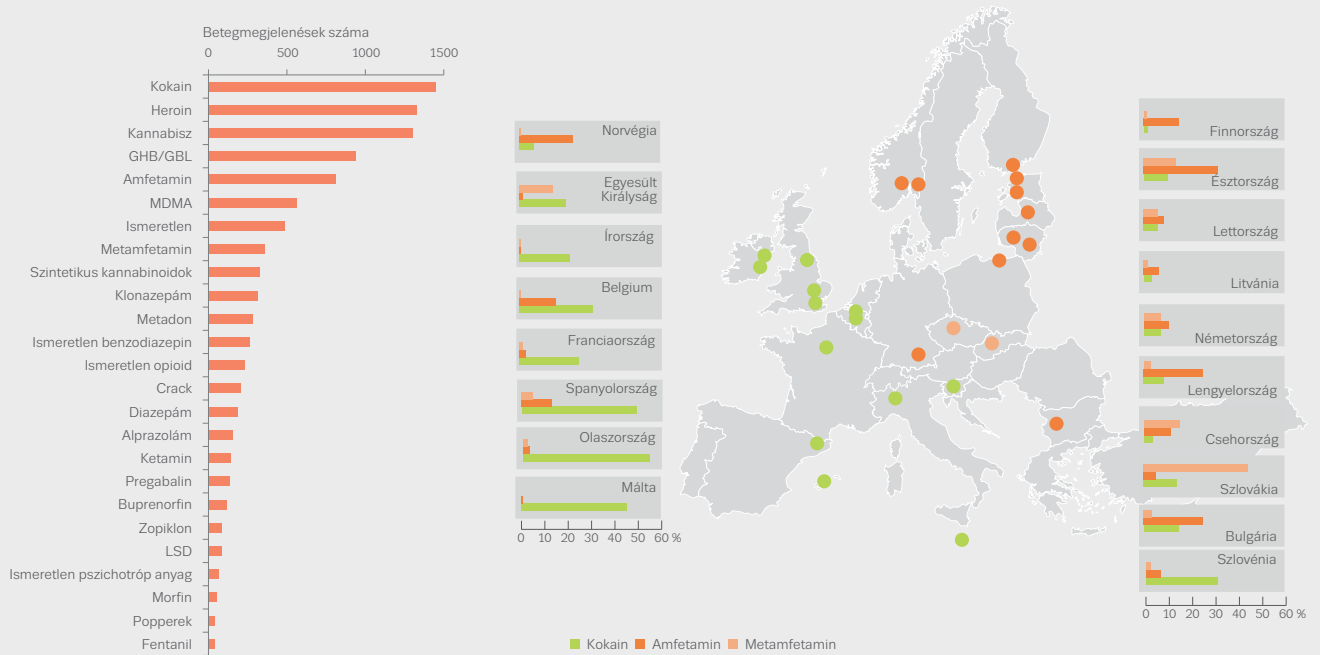 Betegmegjelenések száma
0 500 1000 1500
Kokain
Heroin
Kannabisz
GHB/GBL
Amfetamin
MDMA
Ismeretlen
Metamfetamin
Szintetikus kannabinoidok
Klonazepám
Metadon
Ismeretlen benzodiazepin
Ismeretlen opioid
Crack
Diazepám
Alprazolám
Ketamin
Pregabalin
Buprenorfin
Zopiklon
LSD
Ismeretlen pszichotróp anyag
Morfin
Popperek
Fentanil
Norvégia
Egyesült
Királyság
Írország
Belgium
Franciaország
Spanyolország
Olaszország
Málta
0 10 20 30 40 50 60 %
Finnország
Észtország
Lettország
Litvánia
Németország
Lengyelország
Csehország
Szlovákia
Bulgária
Szlovénia
0 10 20 30 40 50 60 %
Kokain Amfetamin Metamfetamin